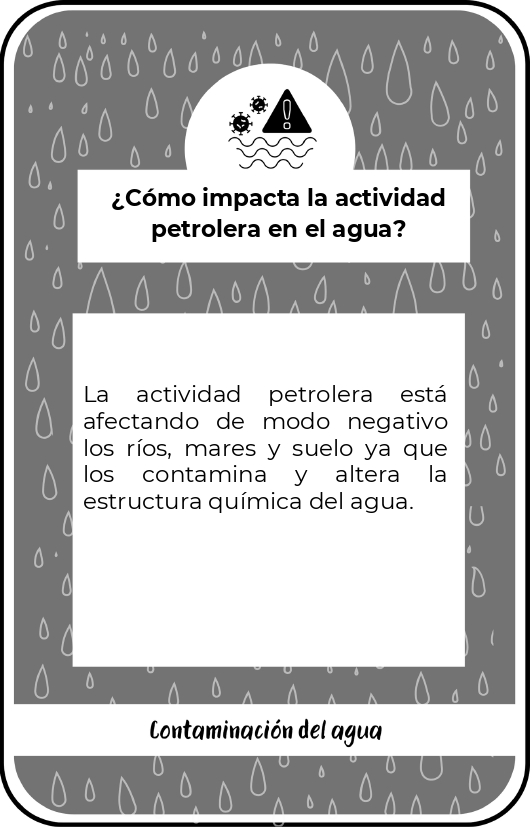 ¿Cómo impacta la actividad
petrolera en el agua?
La actividad petrolera está
afectando de modo negativo
los ríos, mares y suelo ya que
los contamina y altera la
estructura química del agua.
Contaminación del agua